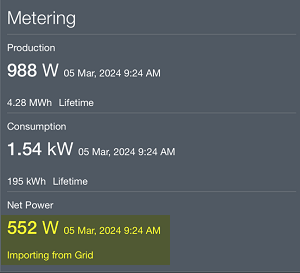 Metering
Production
988 W 05 Mar, 2024 9:24 AM
4.28 MWh Lifetime
Consumption
1.54 kW 05 Mar, 2024 9:24 AM
195 kWh Lifetime
Net Power
552 W 05 Mar, 2024 9:24 AM
Importing from Grid